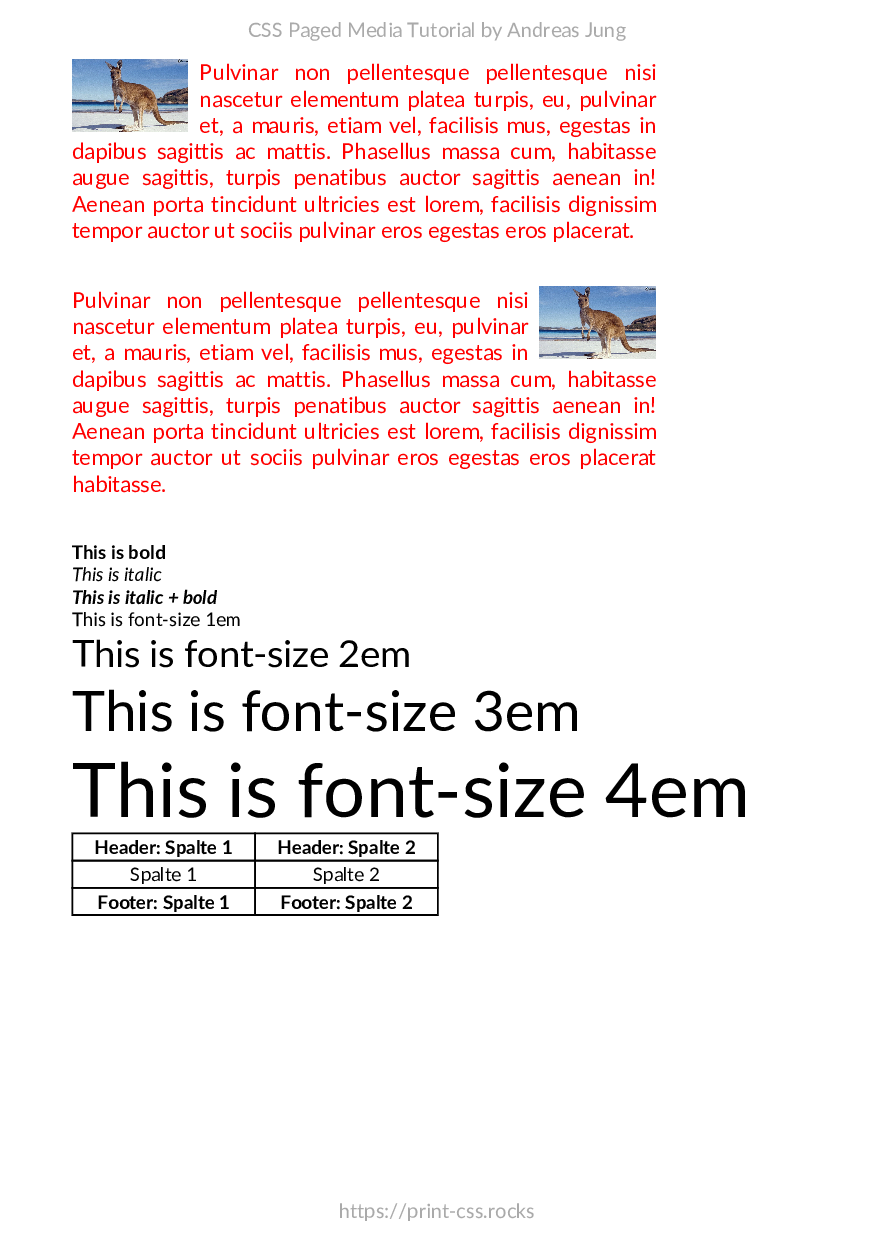 CSS Paged Media Tutorial by Andreas Jung
Pulvinar non pellentesque pellentesque nisi
nascetur elementum platea turpis, eu, pulvinar
et, a mauris, etiam vel, facilisis mus, egestas in
dapibus sagittis ac mattis. Phasellus massa cum, habitasse
augue sagittis, turpis penatibus auctor sagittis aenean in!
Aenean porta tincidunt ultricies est lorem, facilisis dignissim
tempor auctor ut sociis pulvinar eros egestas eros placerat.
Pulvinar non pellentesque pellentesque nisi
nascetur elementum platea turpis, eu, pulvinar
et, a mauris, etiam vel, facilisis mus, egestas in
dapibus sagittis ac mattis. Phasellus massa cum, habitasse
augue sagittis, turpis penatibus auctor sagittis aenean in!
Aenean porta tincidunt ultricies est lorem, facilisis dignissim
tempor auctor ut sociis pulvinar eros egestas eros placerat
habitasse.
This is bold
This is italic
This is italic + bold
This is font-size 1em
This is font-size 2em
This is font-size 3em
This is font-size 4em
Header: Spalte 1 Header: Spalte 2
Spalte 1 Spalte 2
Footer: Spalte 1 Footer: Spalte 2
https://print-css.rocks